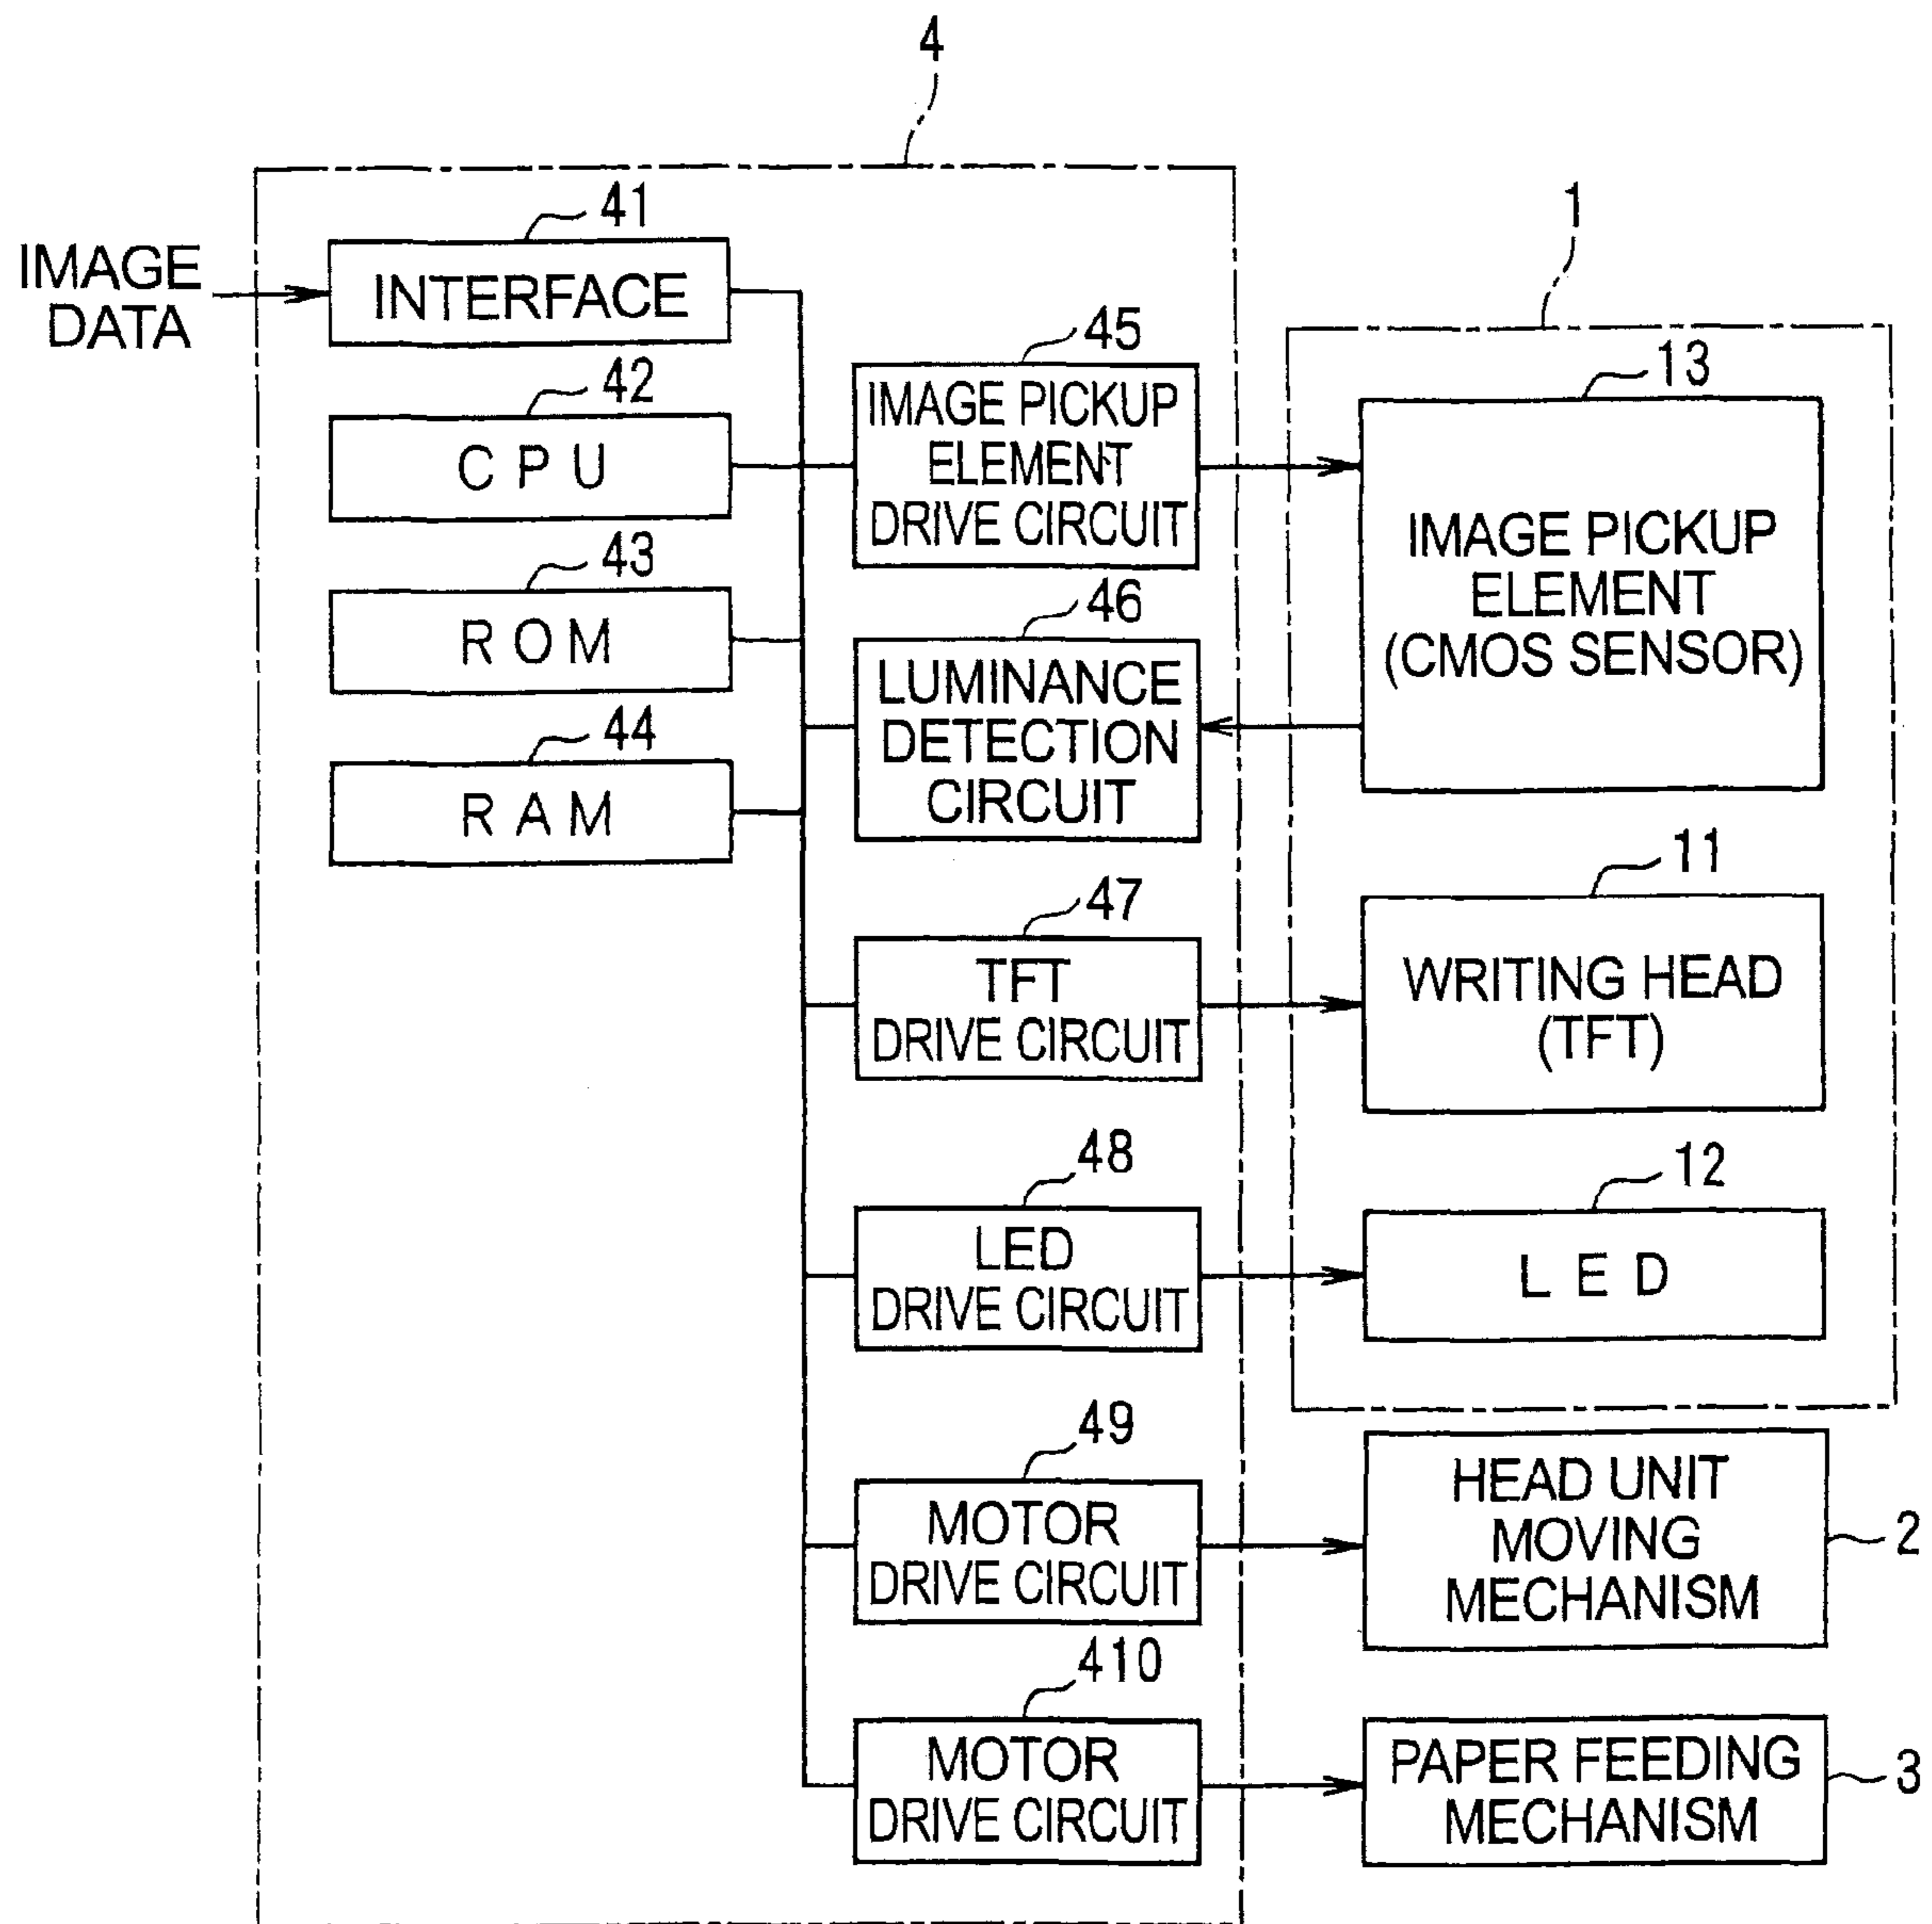 4
1
41
IMAGE
DATA
INTERFACE
42
C P U
43
R O M
44
R A M
45
IMAGE PICKUP
ELEMENT
DRIVE CIRCUIT
46
LUMINANCE
DETECTION
CIRCUIT
47
TFT
DRIVE CIRCUIT
48
LED
DRIVE CIRCUIT
49
MOTOR
DRIVE CIRCUIT
410
MOTOR
DRIVE CIRCUIT
13
IMAGE PICKUP
ELEMENT
(CMOS SENSOR)
11
WRITING HEAD
(TFT)
12
L E D
HEAD UNIT
MOVING
MECHANISM
2
PAPER FEEDING
MECHANISM
3